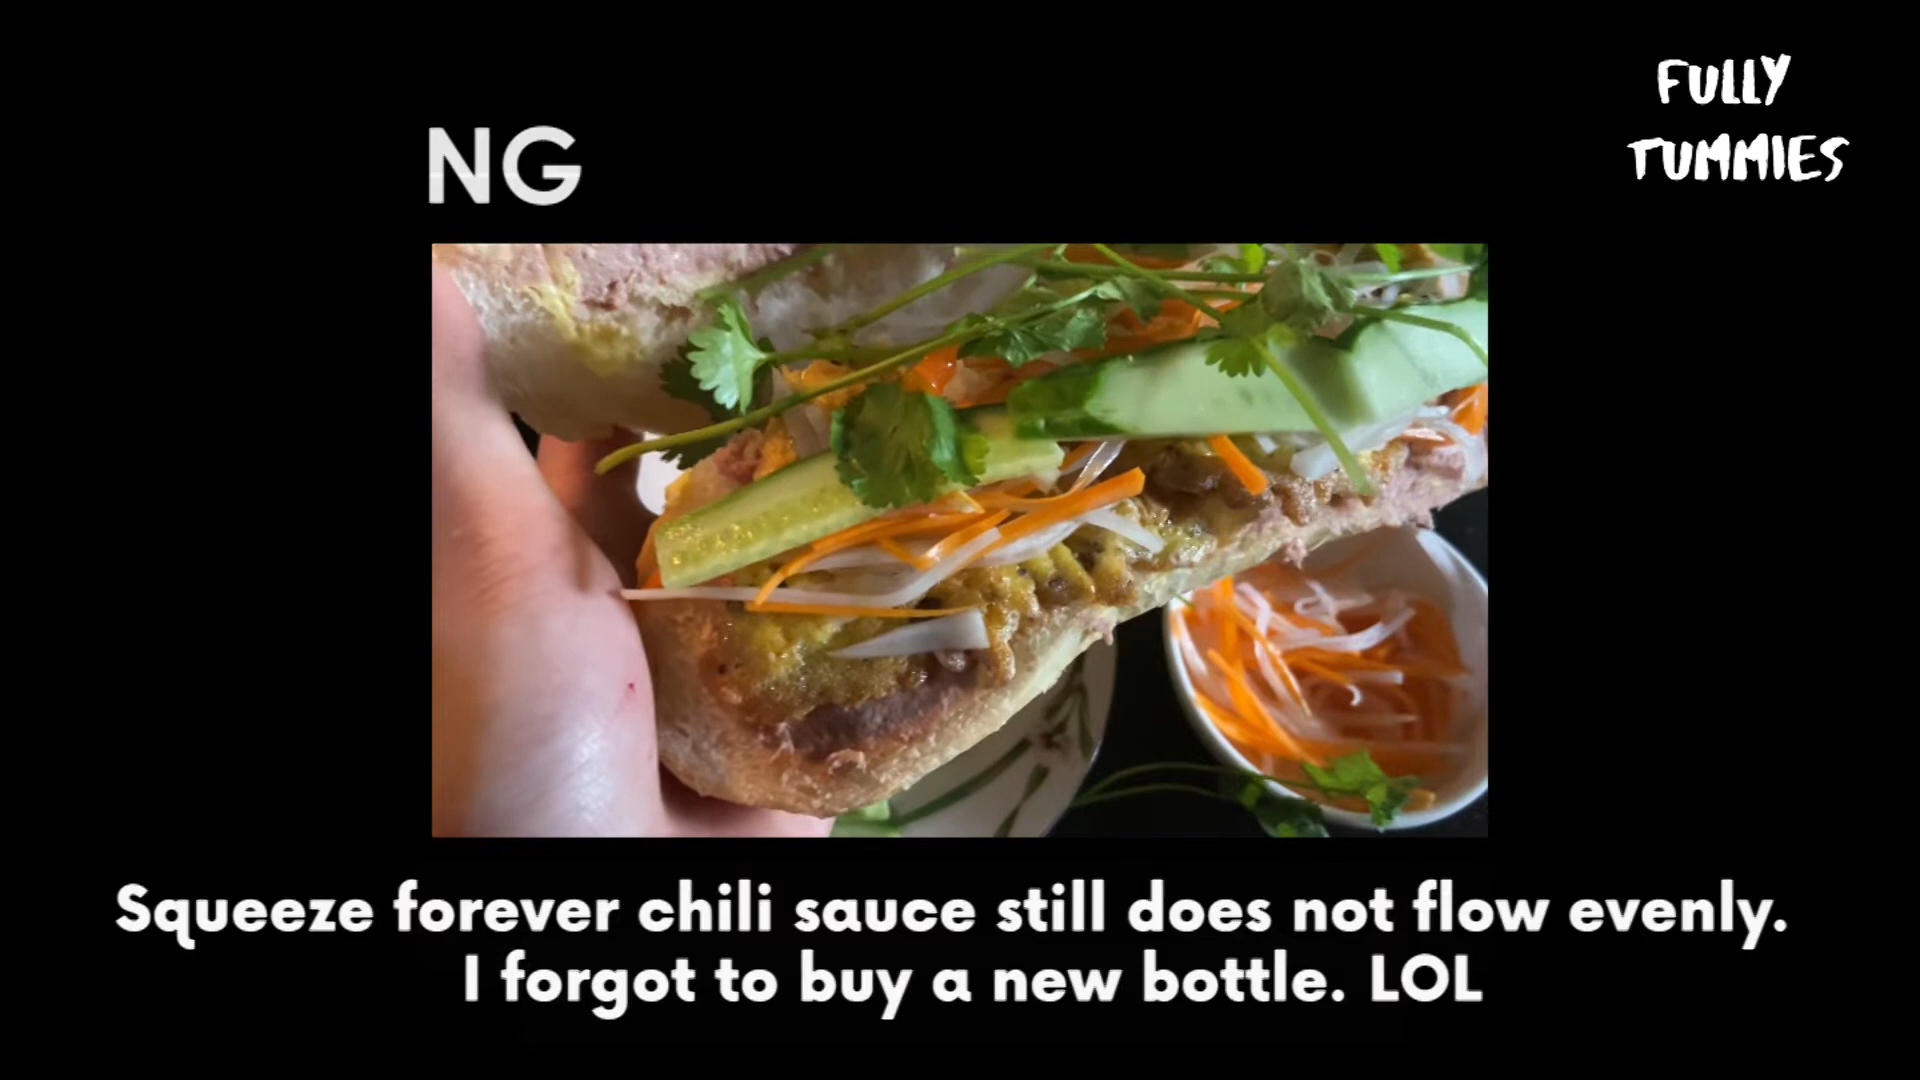 FULLY
TUMMIES
NG
Squeeze forever chili sauce still does not flow evenly.
I forgot to buy a new bottle. LOL